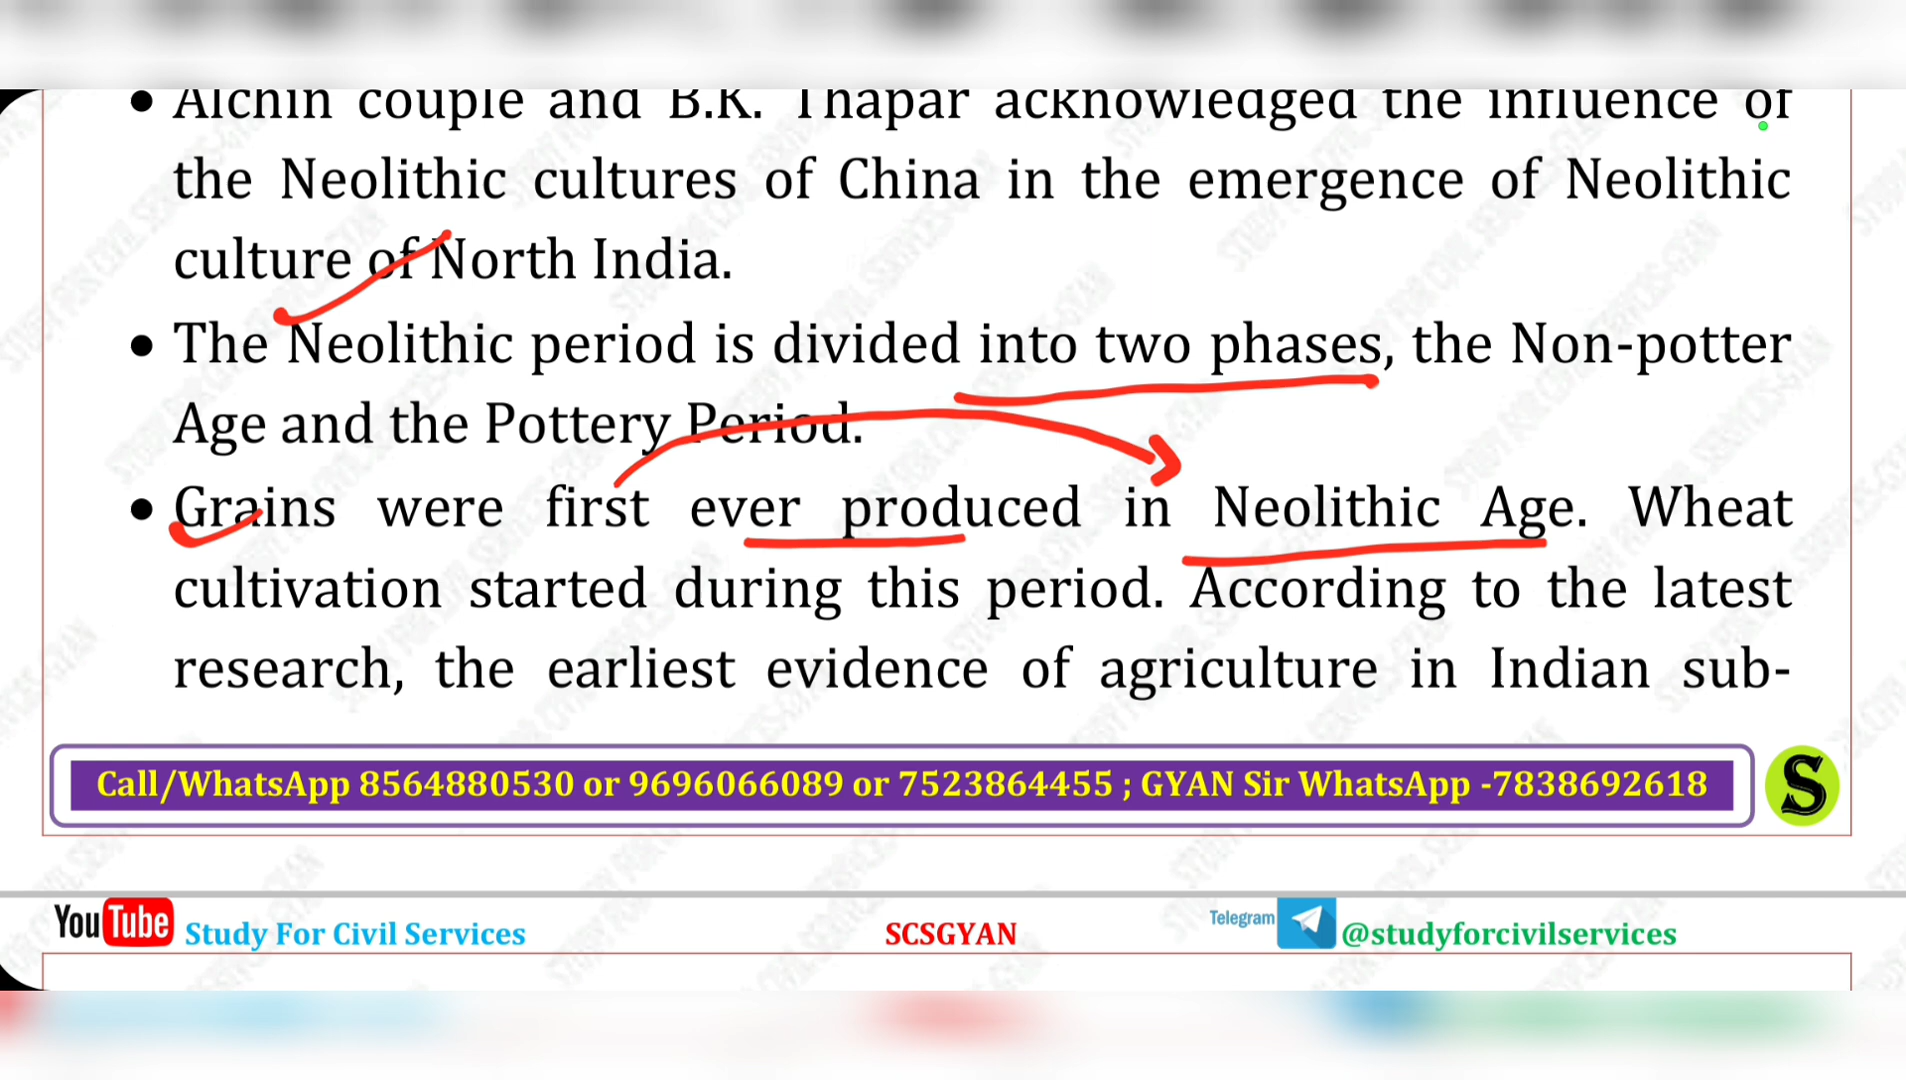 • Alchin couple and B.K. Thapar acknowledged the influence of
the Neolithic cultures of China in the emergence of Neolithic
culture of North India.
• The Neolithic period is divided into two phases, the Non-potter
Age and the Pottery Period.
• Grains were first ever produced in Neolithic Age. Wheat
cultivation started during this period. According to the latest
research, the earliest evidence of agriculture in Indian sub-
Call/WhatsApp 8564880530 or 9696066089 or 7523864455 ; GYAN Sir WhatsApp -7838692618
S
YouTube Study For Civil Services SCSGYAN Telegram @studyforcivilservices